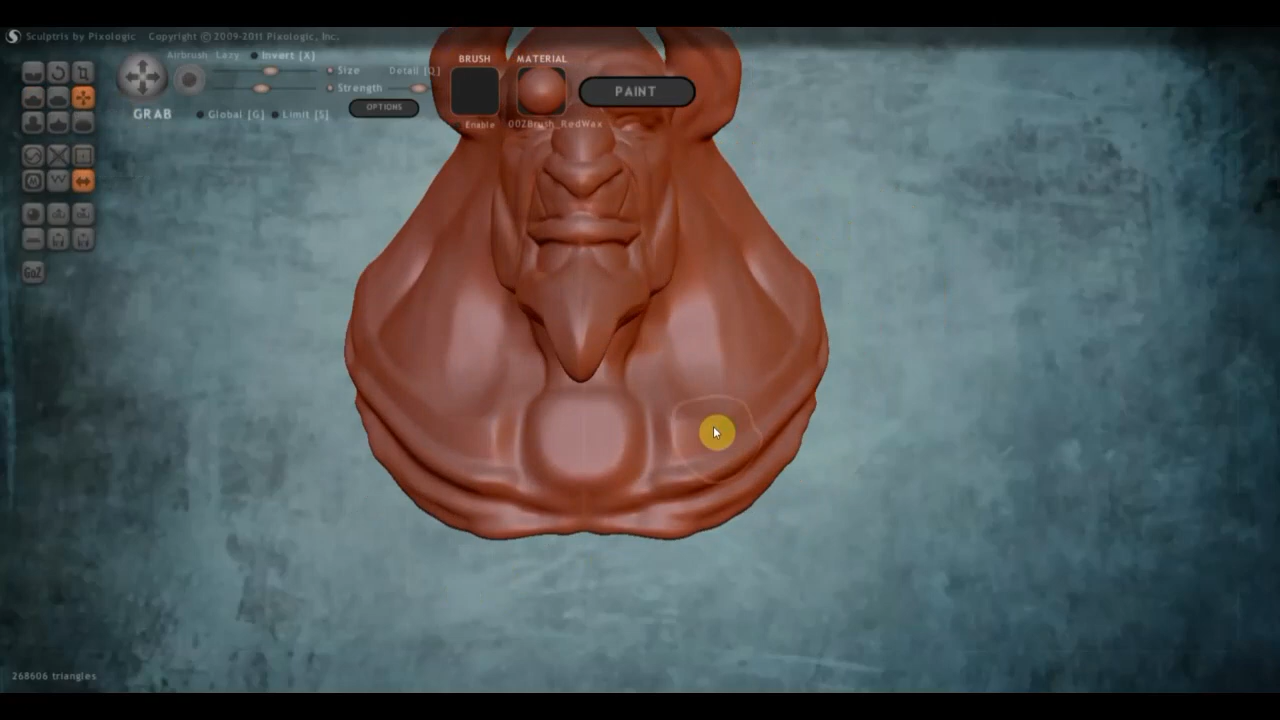 Sculptris by Pixologic   Copyright © 2009-2011 Pixologic, Inc.
Airbrush Lazy Invert [X]
Size Detail [Q]
Strength
GRAB Global [G] Limit [S]
OPTIONS
BRUSH
Enable
MATERIAL
00ZBrush_RedWax
PAINT
GoZ
268606 triangles